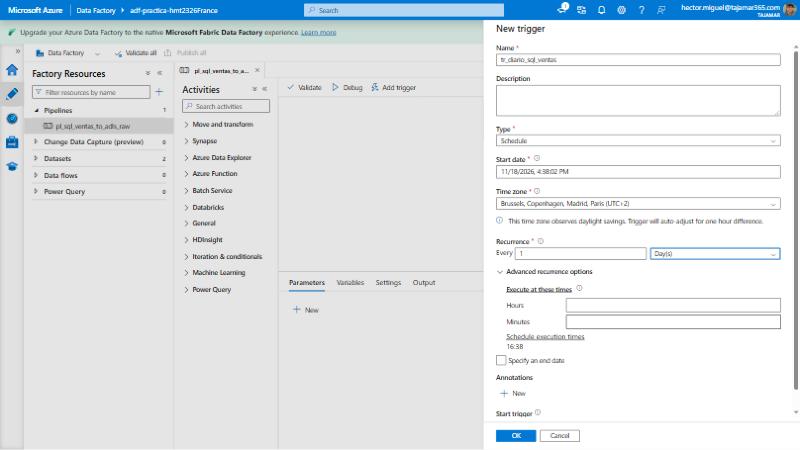 Microsoft Azure
Data Factory
adf-practica-hmt2326France
Search
1
hector.miguel@tajamar365.com
TAJAMAR
Upgrade your Azure Data Factory to the native Microsoft Fabric Data Factory experience. Learn more
Data Factory
Validate all
Publish all
Factory Resources
Filter resources by name
Pipelines 1
pl_sql_ventas_to_adls_raw
Change Data Capture (preview) 0
Datasets 2
Data flows 0
Power Query 0
pl_sql_ventas_to_a...
Activities
Search activities
Move and transform
Synapse
Azure Data Explorer
Azure Function
Batch Service
Databricks
General
HDInsight
Iteration & conditionals
Machine Learning
Power Query
Validate
Debug
Add trigger
Parameters
Variables
Settings
Output
New
New trigger
Name *
tr_diario_sql_ventas
Description
Type *
Schedule
Start date *
11/18/2026, 4:38:02 PM
Time zone *
Brussels, Copenhagen, Madrid, Paris (UTC+2)
This time zone observes daylight savings. Trigger will auto-adjust for one hour difference.
Recurrence *
Every 1 Day(s)
Advanced recurrence options
Execute at these times
Hours
Minutes
Schedule execution times
16:38
Specify an end date
Annotations
New
Start trigger
OK
Cancel